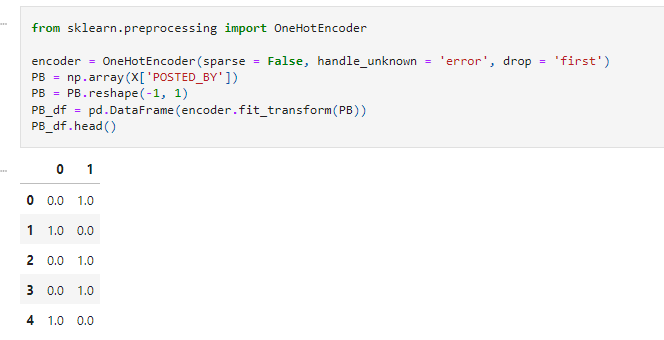 from sklearn.preprocessing import OneHotEncoder
encoder = OneHotEncoder(sparse = False, handle_unknown = 'error', drop = 'first')
PB = np.array(X['POSTED_BY'])
PB = PB.reshape(-1, 1)
PB_df = pd.DataFrame(encoder.fit_transform(PB))
PB_df.head()
0 1
0 0.0 1.0
1 1.0 0.0
2 0.0 1.0
3 0.0 1.0
4 1.0 0.0